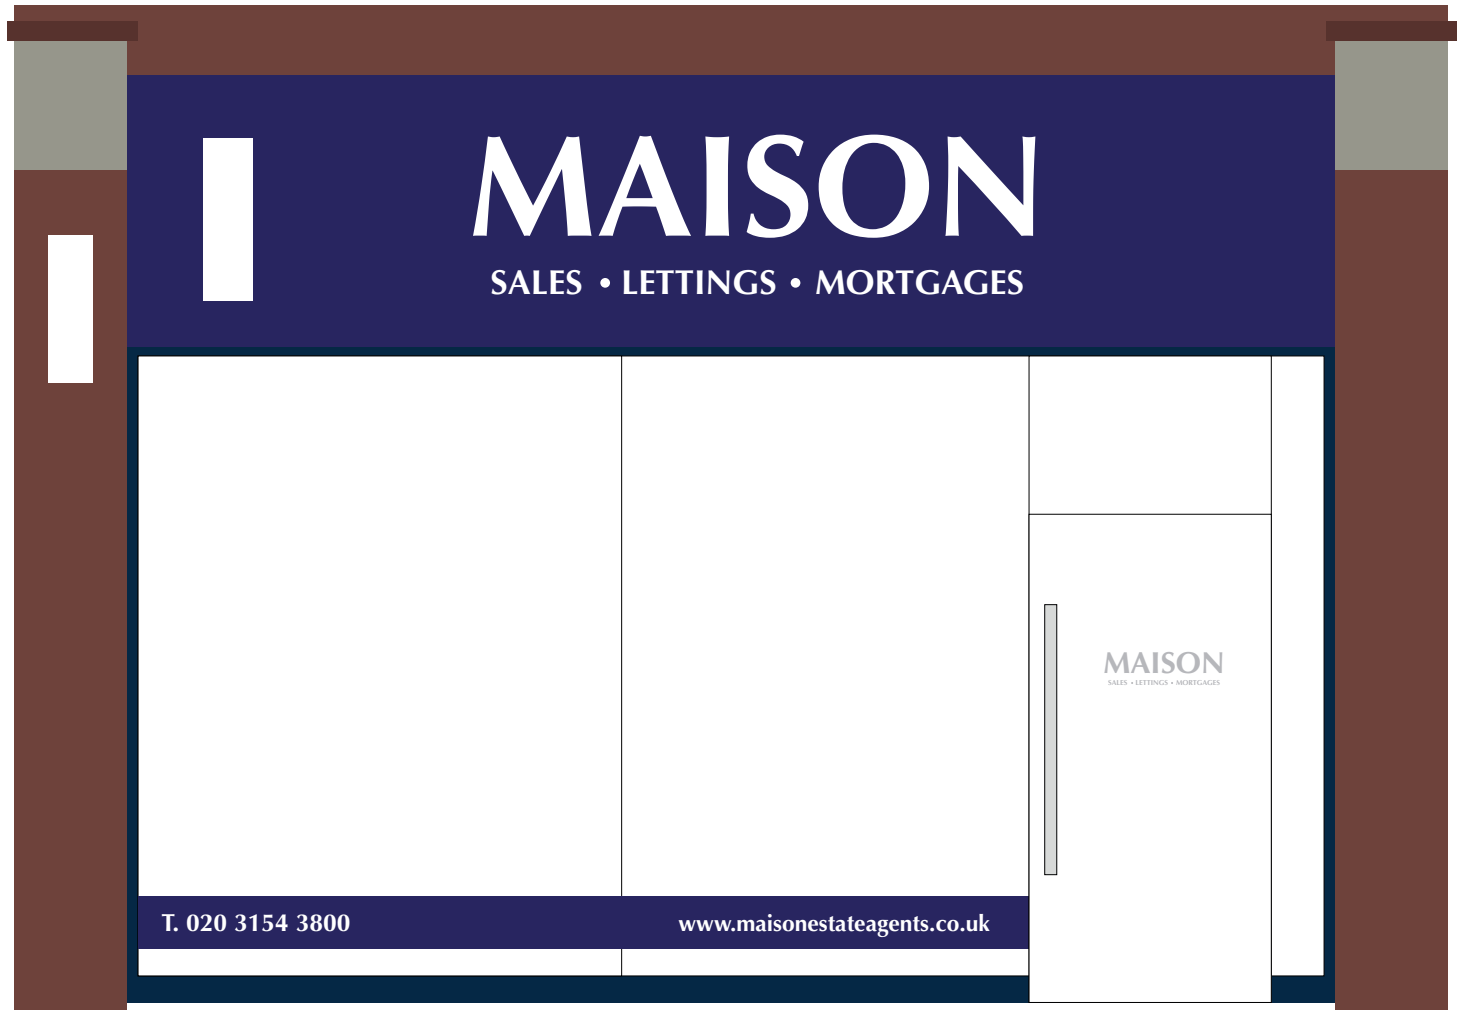 MAISON
SALES • LETTINGS • MORTGAGES
MAISON
SALES • LETTINGS • MORTGAGES
T. 020 3154 3800
www.maisonestateagents.co.uk